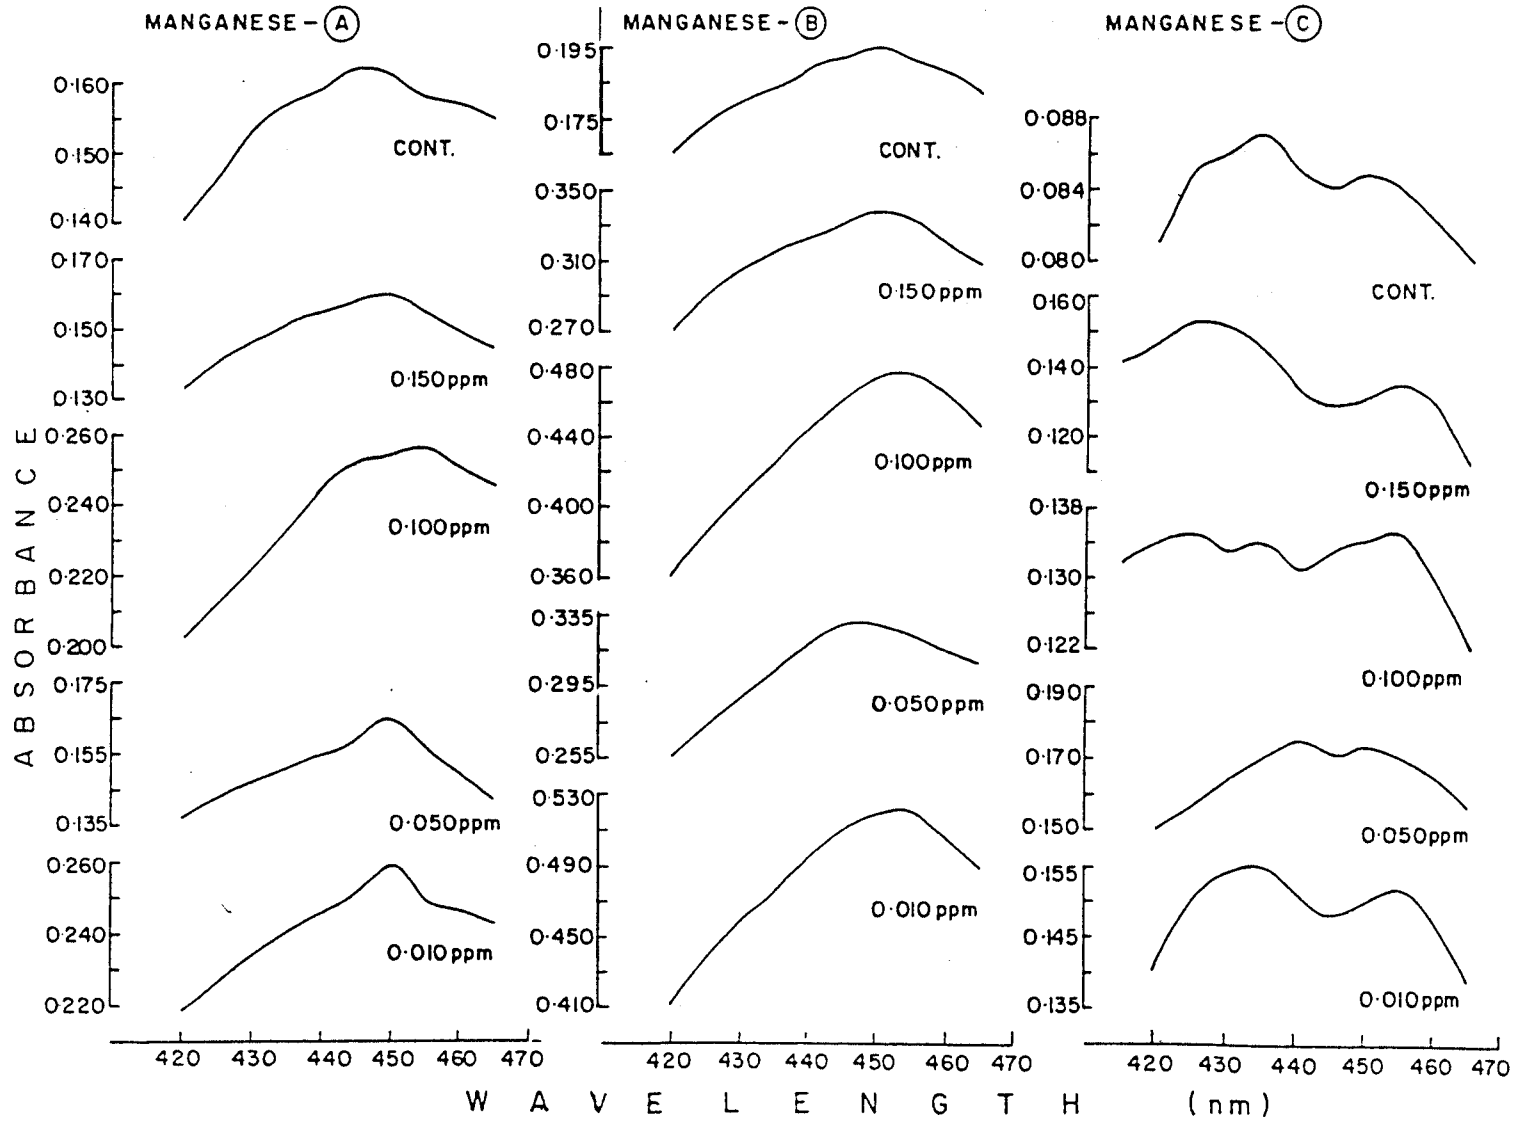 MANGANESE-Ⓐ
0·160
0·150
0·140
CONT.
0·170
0·150
0·130
0·150ppm
0·260
0·240
0·220
0·200
0·100ppm
0·175
0·155
0·135
0·050ppm
0·260
0·240
0·220
0·010ppm
420 430 440 450 460 470
MANGANESE-Ⓑ
0·195
0·175
CONT.
0·350
0·310
0·270
0·150ppm
0·480
0·440
0·400
0·360
0·100ppm
0·335
0·295
0·255
0·050ppm
0·530
0·490
0·450
0·410
0·010ppm
420 430 440 450 460 470
MANGANESE-Ⓒ
0·088
0·084
0·080
CONT.
0·160
0·140
0·120
0·150ppm
0·138
0·130
0·122
0·100ppm
0·190
0·170
0·150
0·050ppm
0·155
0·145
0·135
0·010ppm
420 430 440 450 460 470
ABSORBANCE
WAVELENGTH (nm)